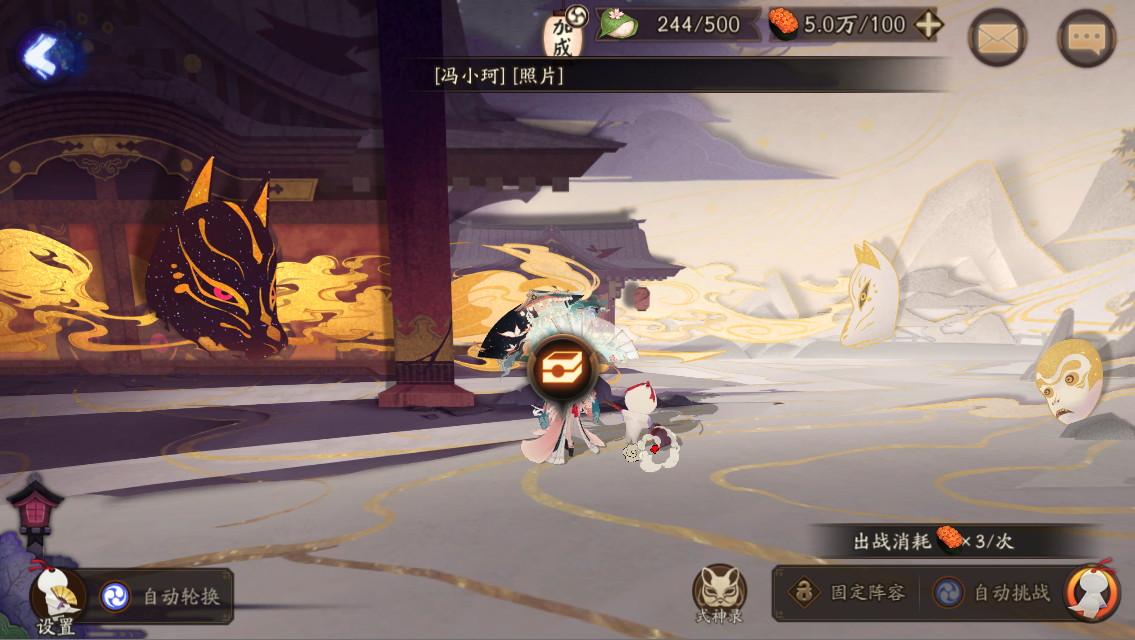 加成
244/500
5.0万/100
[冯小珂] [照片]
出战消耗 × 3/次
自动轮换
设置
式神录
固定阵容
自动挑战